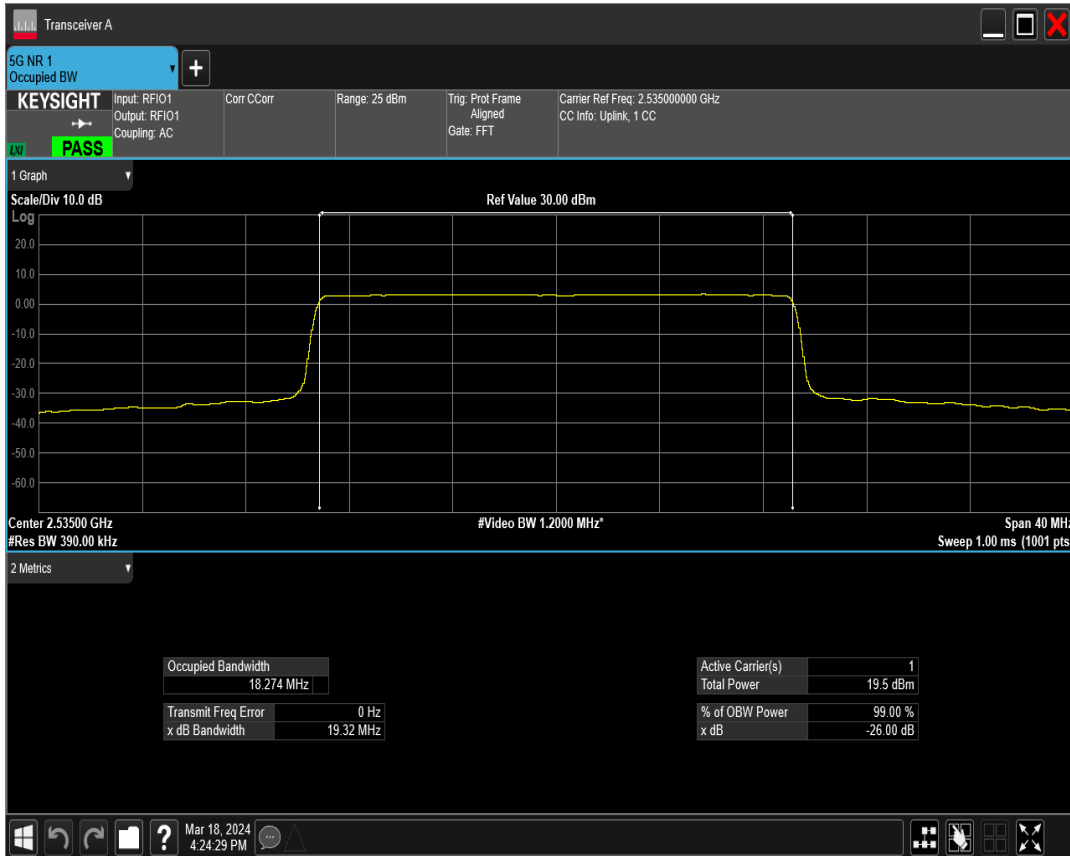 Transceiver A
5G NR 1
Occupied BW
KEYSIGHT
LXI
PASS
Input: RFIO1
Output: RFIO1
Coupling: AC
Corr CCorr
Range: 25 dBm
Trig: Prot Frame
Aligned
Gate: FFT
Carrier Ref Freq: 2.535000000 GHz
CC Info: Uplink, 1 CC
1 Graph
Scale/Div 10.0 dB
Ref Value 30.00 dBm
Log
20.0
10.0
0.00
-10.0
-20.0
-30.0
-40.0
-50.0
-60.0
Center 2.53500 GHz
#Video BW 1.2000 MHz*
Span 40 MHz
#Res BW 390.00 kHz
Sweep 1.00 ms (1001 pts
2 Metrics
Occupied Bandwidth
18.274 MHz
Transmit Freq Error 0 Hz
x dB Bandwidth 19.32 MHz
Active Carrier(s) 1
Total Power 19.5 dBm
% of OBW Power 99.00 %
x dB -26.00 dB
Mar 18, 2024
4:24:29 PM